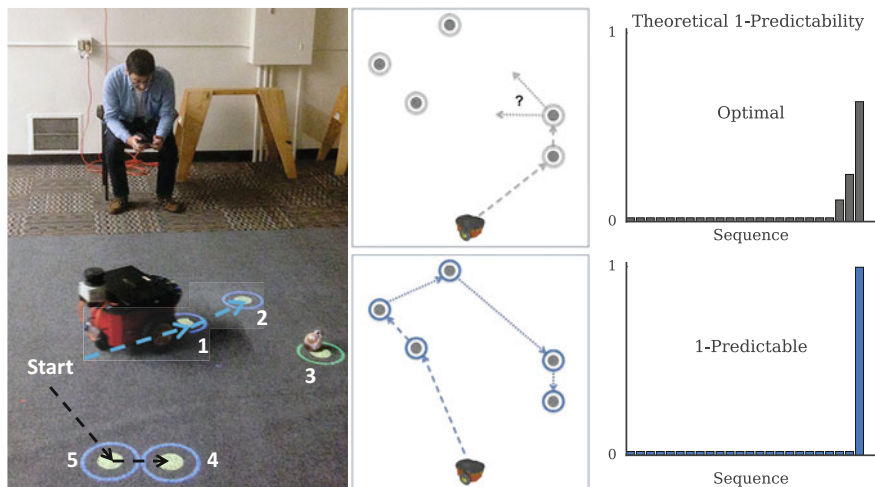 Start
1
2
3
4
5
?
Theoretical 1-Predictability
1
Optimal
0
Sequence
1
1-Predictable
0
Sequence